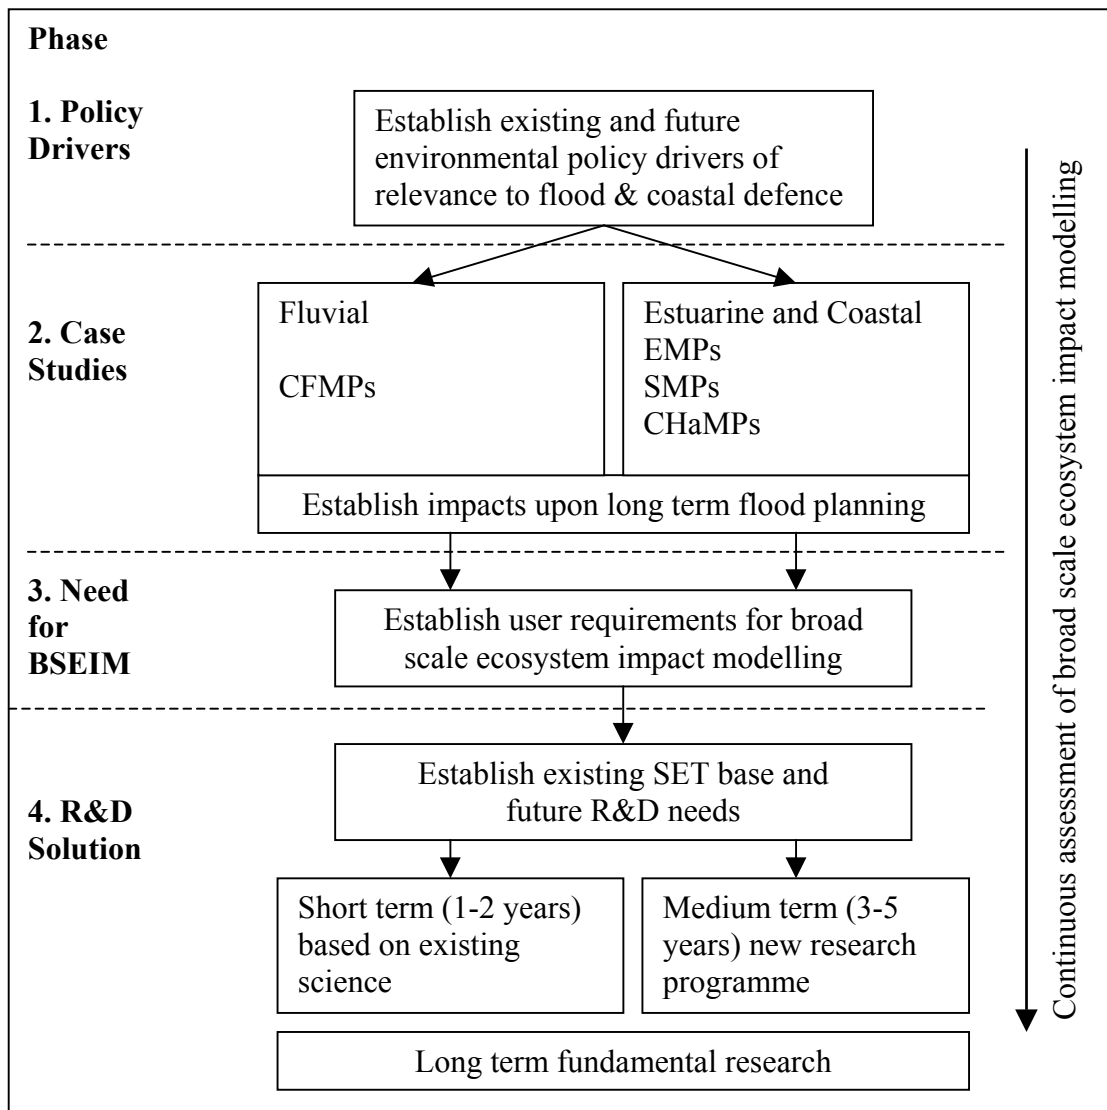 Phase
1. Policy
Drivers
Establish existing and future
environmental policy drivers of
relevance to flood & coastal defence
2. Case
Studies
Fluvial
CFMPs
Estuarine and Coastal
EMPs
SMPs
CHaMPs
Establish impacts upon long term flood planning
3. Need
for
BSEIM
Establish user requirements for broad
scale ecosystem impact modelling
4. R&D
Solution
Establish existing SET base and
future R&D needs
Short term (1-2 years)
based on existing
science
Medium term (3-5
years) new research
programme
Long term fundamental research
Continuous assessment of broad scale ecosystem impact modelling